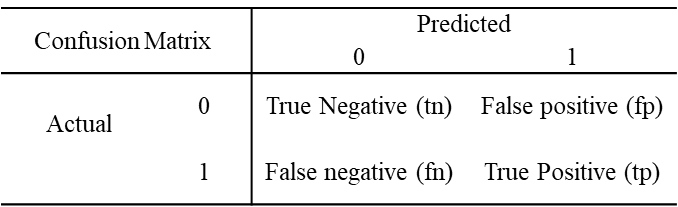 Confusion Matrix
Predicted
0 1
Actual
0 True Negative (tn) False positive (fp)
1 False negative (fn) True Positive (tp)